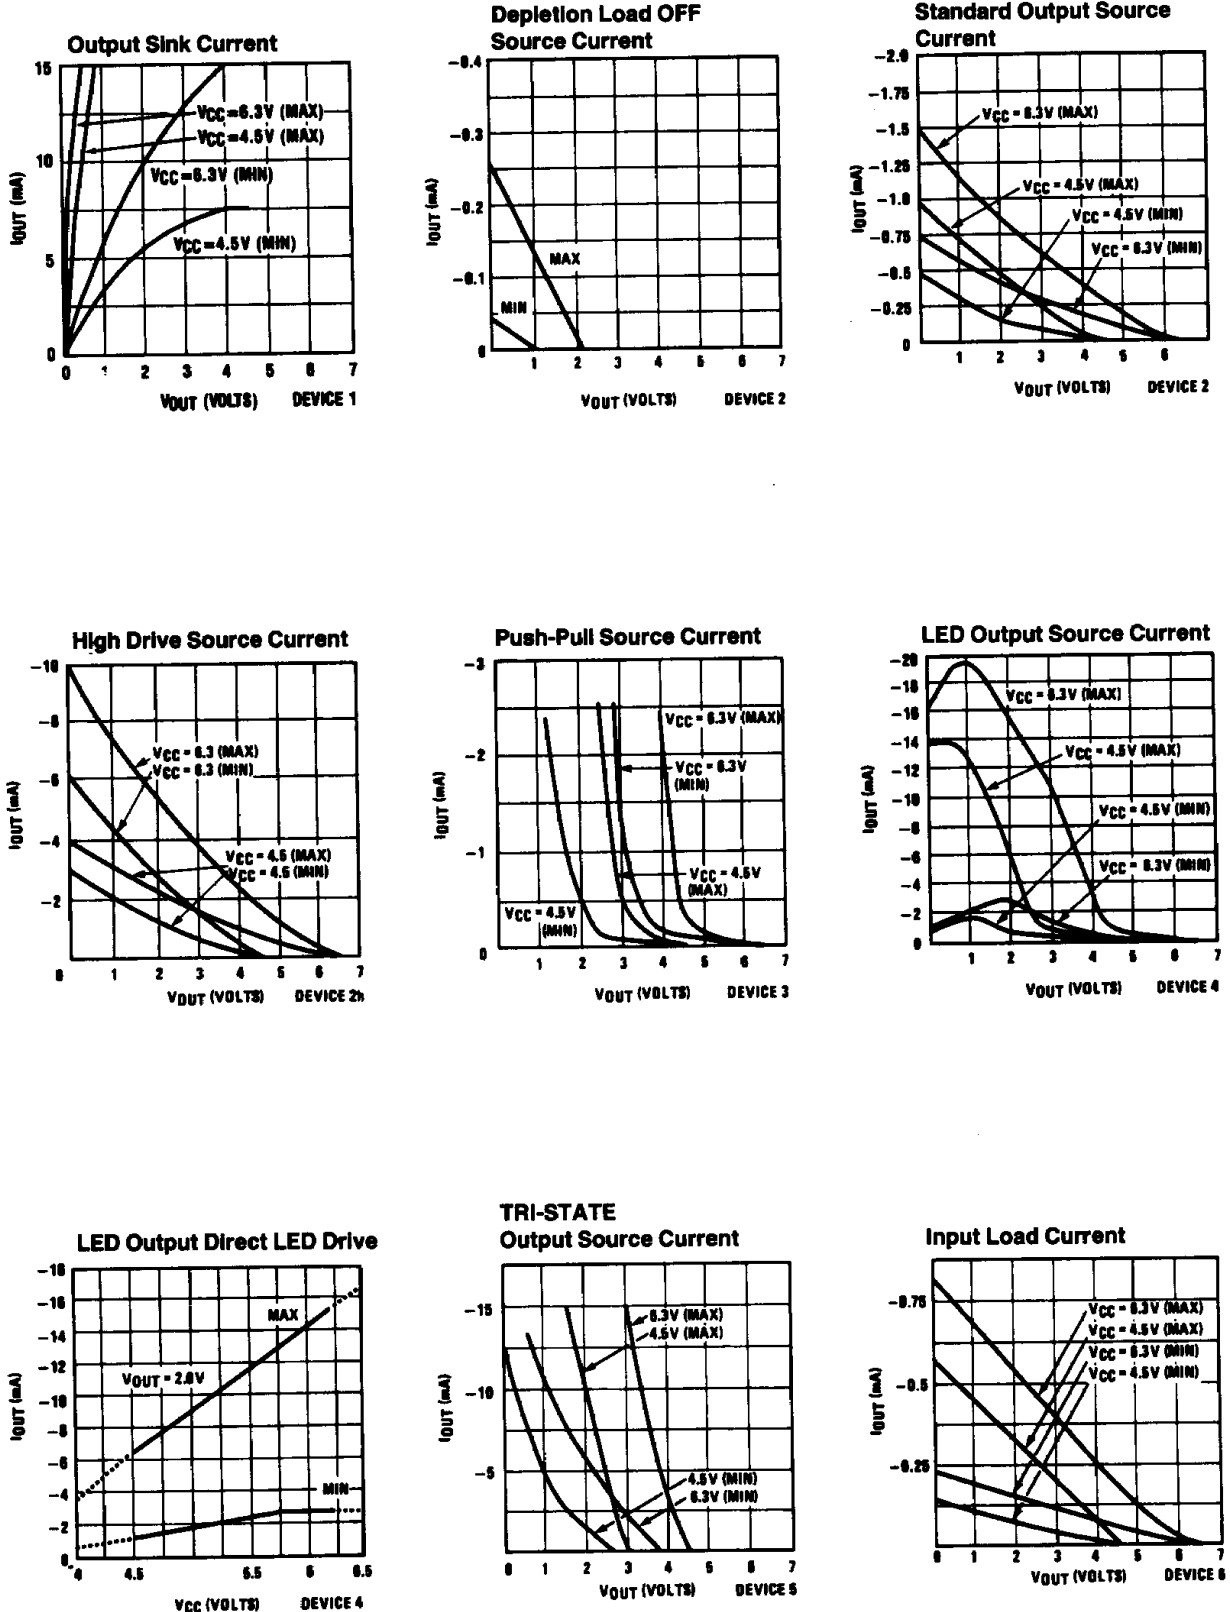 Output Sink Current
15
10
5
0
IOUT (mA)
VCC=6.3V (MAX)
VCC=4.5V (MAX)
VCC=6.3V (MIN)
VCC=4.5V (MIN)
0 1 2 3 4 5 6 7
VOUT (VOLTS) DEVICE 1
Depletion Load OFF
Source Current
-0.4
-0.3
-0.2
-0.1
0
IOUT (mA)
MAX
MIN
1 2 3 4 5 6 7
VOUT (VOLTS) DEVICE 2
Standard Output Source
Current
-2.0
-1.75
-1.5
-1.25
-1.0
-0.75
-0.5
-0.25
0
IOUT (mA)
VCC = 6.3V (MAX)
VCC = 4.5V (MAX)
VCC = 4.5V (MIN)
VCC = 6.3V (MIN)
1 2 3 4 5 6
VOUT (VOLTS) DEVICE 2
High Drive Source Current
-10
-8
-6
-4
-2
IOUT (mA)
VCC = 6.3 (MAX)
VCC = 6.3 (MIN)
VCC = 4.5 (MAX)
VCC = 4.5 (MIN)
0 1 2 3 4 5 6 7
VOUT (VOLTS) DEVICE 2h
Push-Pull Source Current
-3
-2
-1
0
IOUT (mA)
VCC = 6.3V (MAX)
VCC = 6.3V
(MIN)
VCC = 4.5V
(MAX)
VCC = 4.5V
(MIN)
1 2 3 4 5 6 7
VOUT (VOLTS) DEVICE 3
LED Output Source Current
-20
-18
-16
-14
-12
-10
-8
-6
-4
-2
0
IOUT (mA)
VCC = 6.3V (MAX)
VCC = 4.5V (MAX)
VCC = 4.5V (MIN)
VCC = 6.3V (MIN)
1 2 3 4 5 6 7
VOUT (VOLTS) DEVICE 4
LED Output Direct LED Drive
-18
-16
-14
-12
-10
-8
-6
-4
-2
0
IOUT (mA)
MAX
VOUT = 2.0V
MIN
4 4.5 5.5 6 6.5
VCC (VOLTS) DEVICE 4
TRI-STATE
Output Source Current
-15
-10
-5
IOUT (mA)
6.3V (MAX)
4.5V (MAX)
4.5V (MIN)
6.3V (MIN)
0 1 2 3 4 5 6 7
VOUT (VOLTS) DEVICE 5
Input Load Current
-0.75
-0.5
-0.25
IOUT (mA)
VCC = 6.3V (MAX)
VCC = 4.5V (MAX)
VCC = 6.3V (MIN)
VCC = 4.5V (MIN)
0 1 2 3 4 5 6 7
VOUT (VOLTS) DEVICE 6